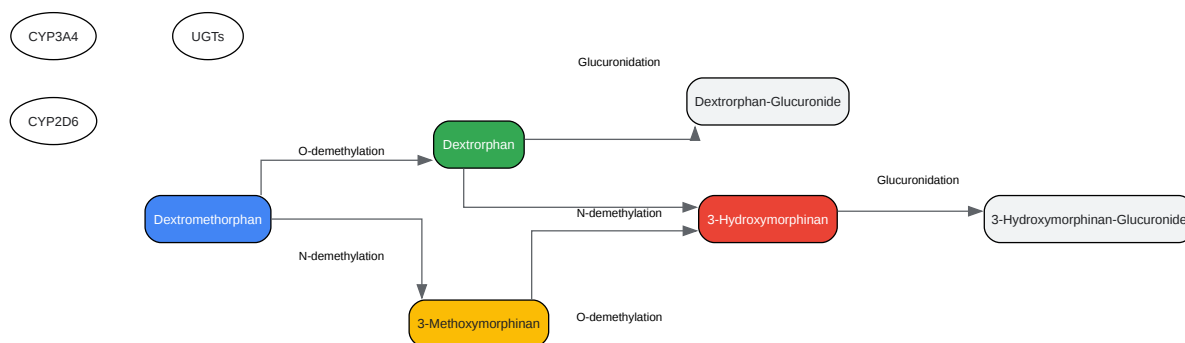 CYP3A4
UGTs
Glucuronidation
Dextrorphan-Glucuronide
CYP2D6
Dextrorphan
O-demethylation
Glucuronidation
Dextromethorphan
N-demethylation
3-Hydroxymorphinan
3-Hydroxymorphinan-Glucuronide
N-demethylation
3-Methoxymorphinan
O-demethylation